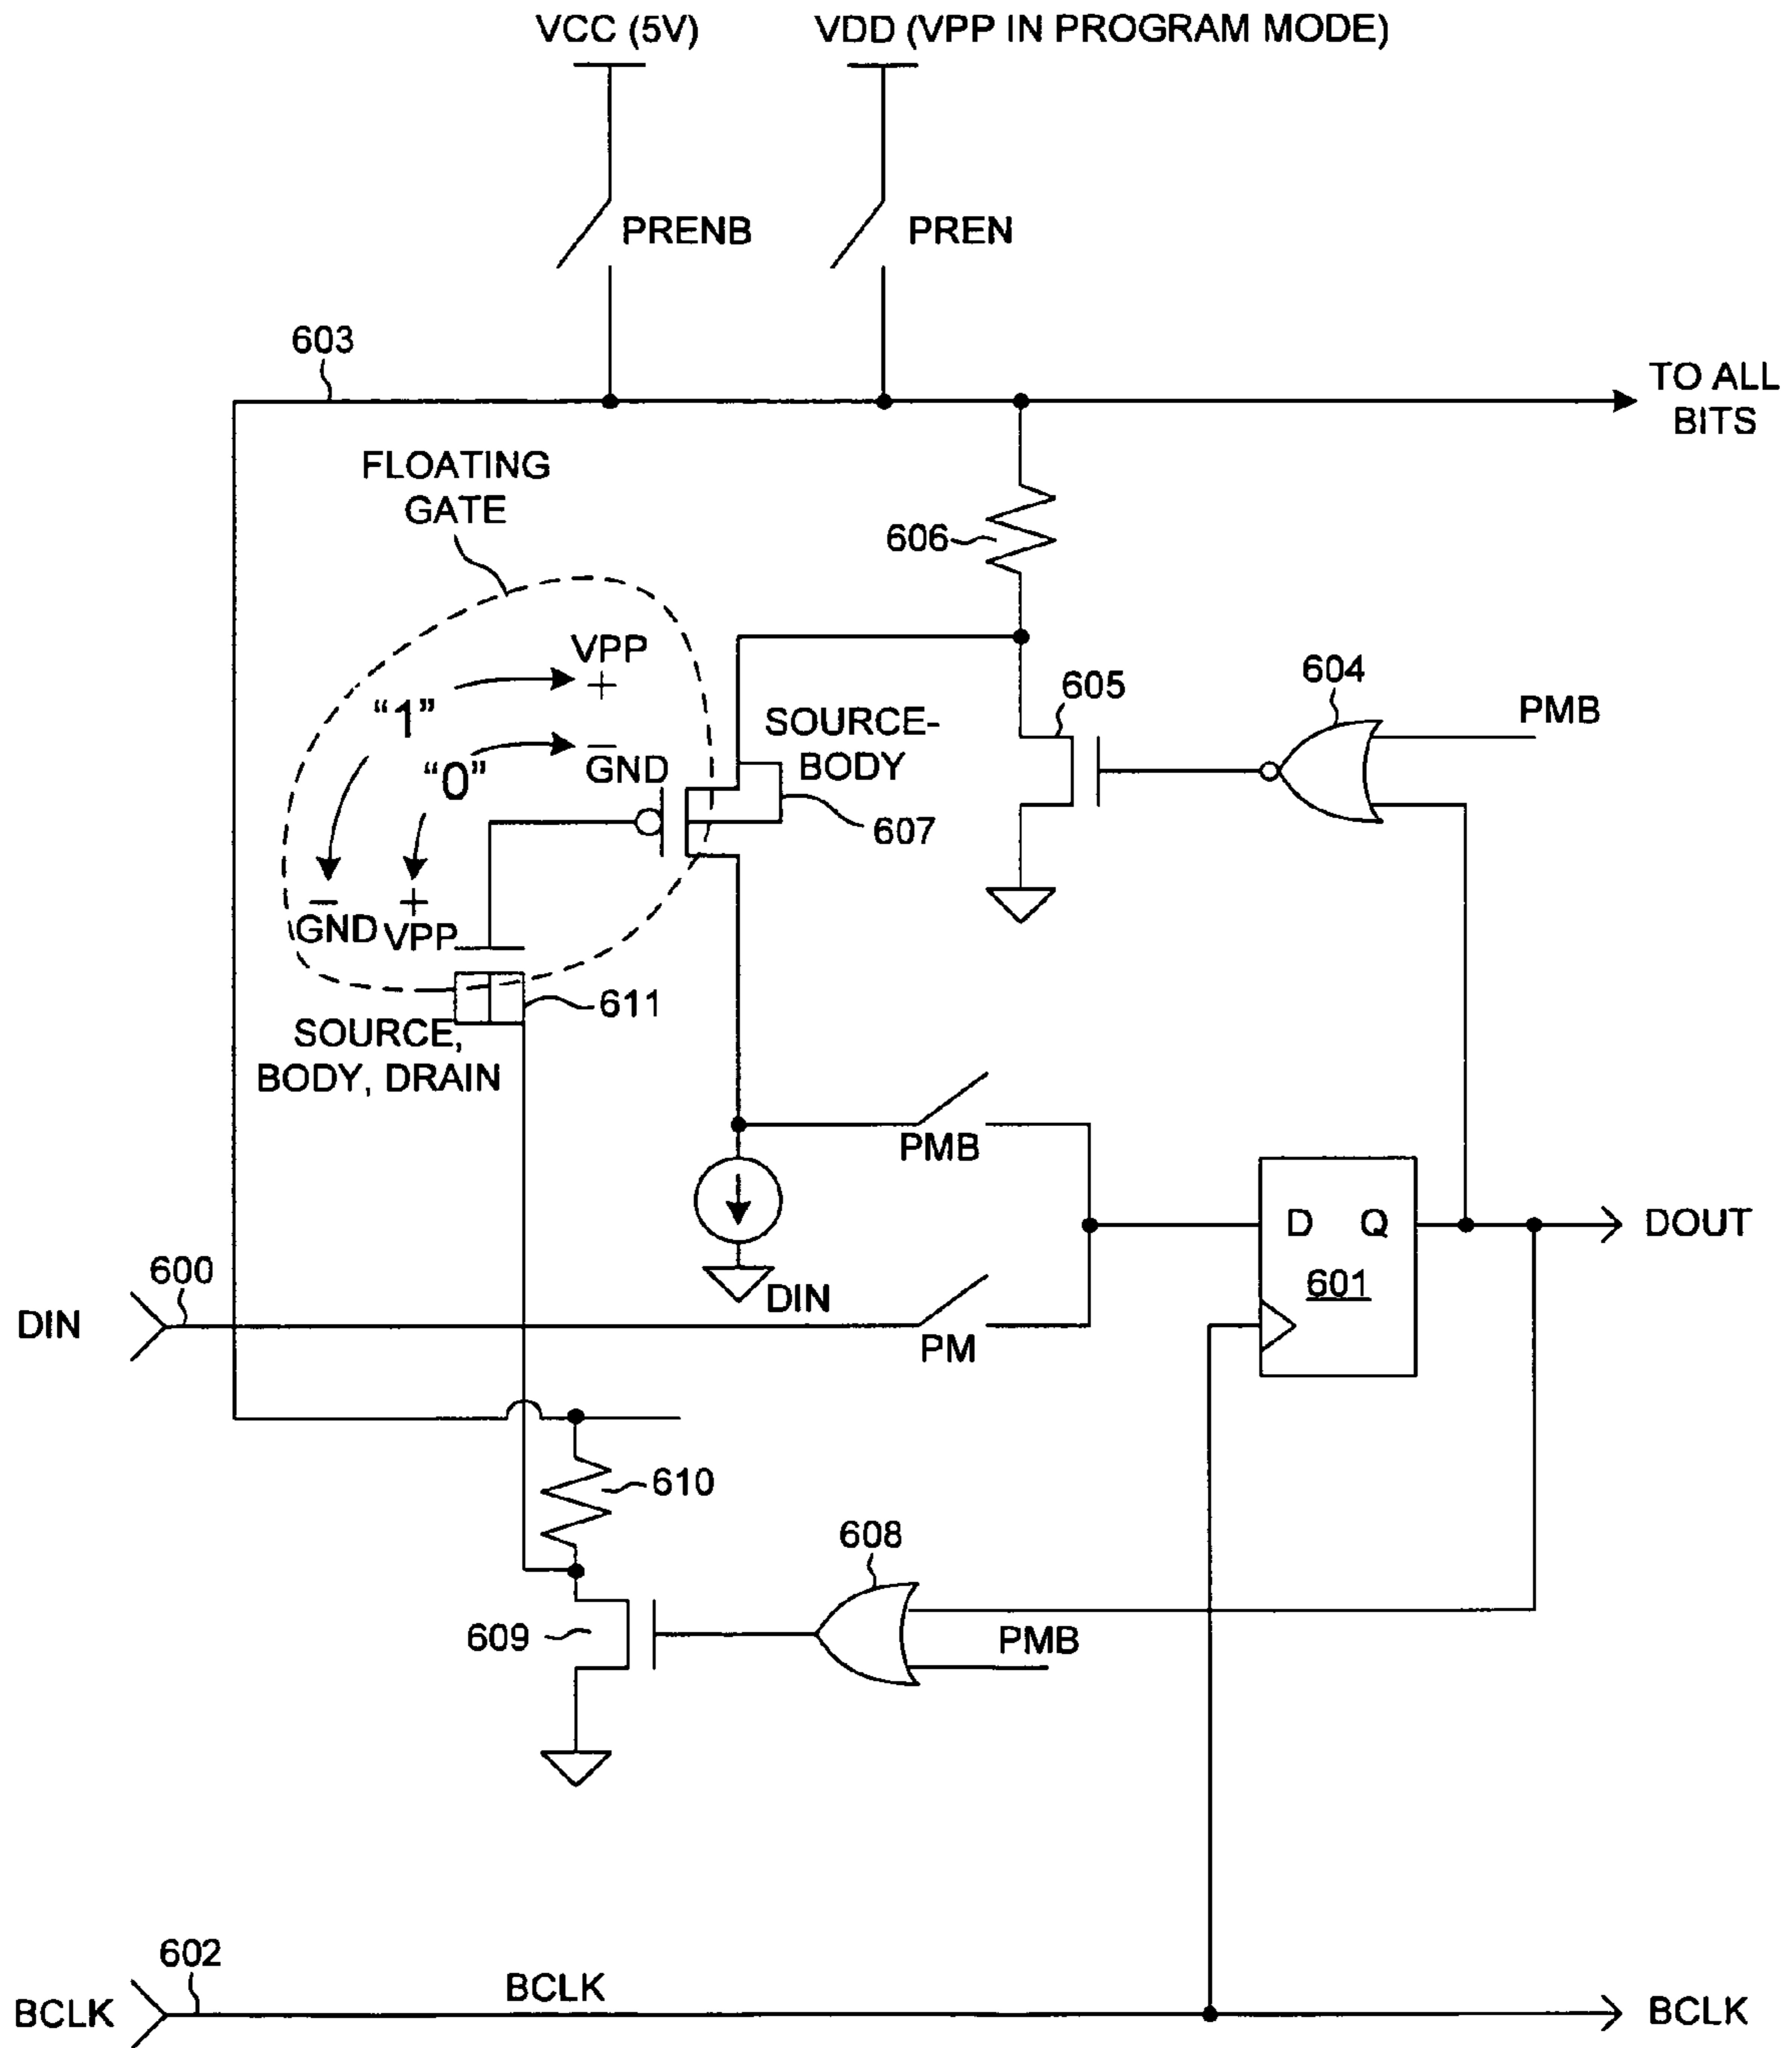 VCC (5V)
VDD (VPP IN PROGRAM MODE)
PRENB
PREN
603
TO ALL
BITS
FLOATING
GATE
606
VPP
+
"1"
–
GND
"0"
SOURCE-
BODY
605
604
PMB
607
–
GND
+
VPP
611
SOURCE,
BODY, DRAIN
PMB
D Q
601
DOUT
600
DIN
DIN
PM
610
608
609
PMB
602
BCLK
BCLK
BCLK